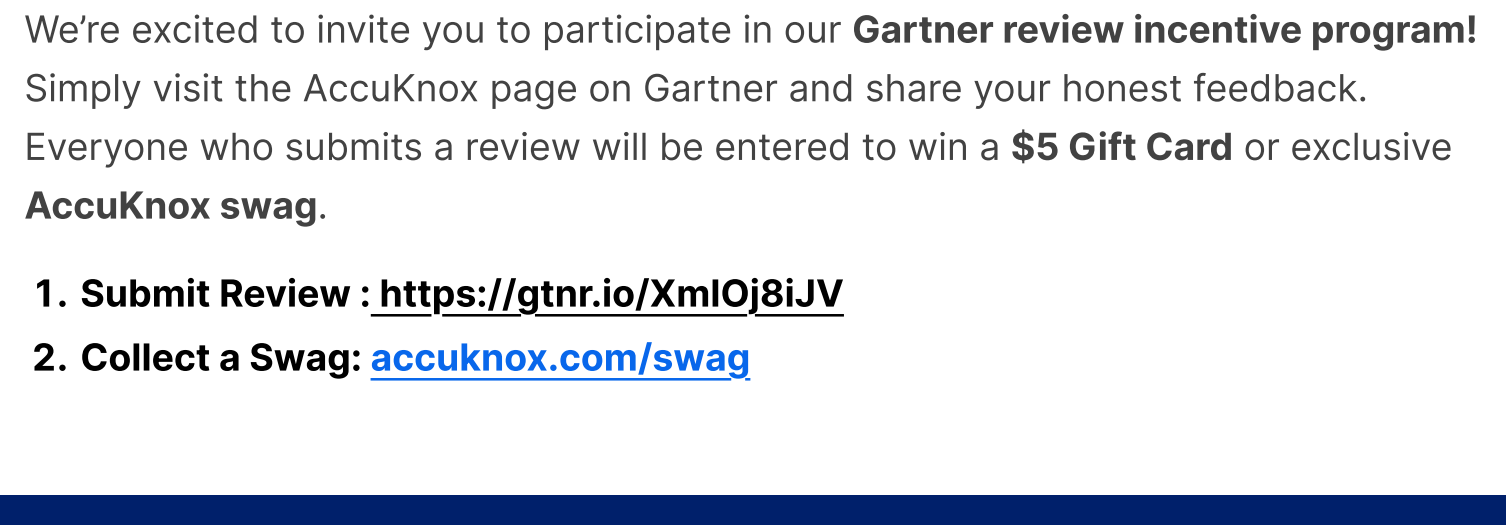 We’re excited to invite you to participate in our Gartner review incentive program!
Simply visit the AccuKnox page on Gartner and share your honest feedback.
Everyone who submits a review will be entered to win a $5 Gift Card or exclusive
AccuKnox swag.
1. Submit Review : https://gtnr.io/XmIOj8iJV
2. Collect a Swag: accuknox.com/swag